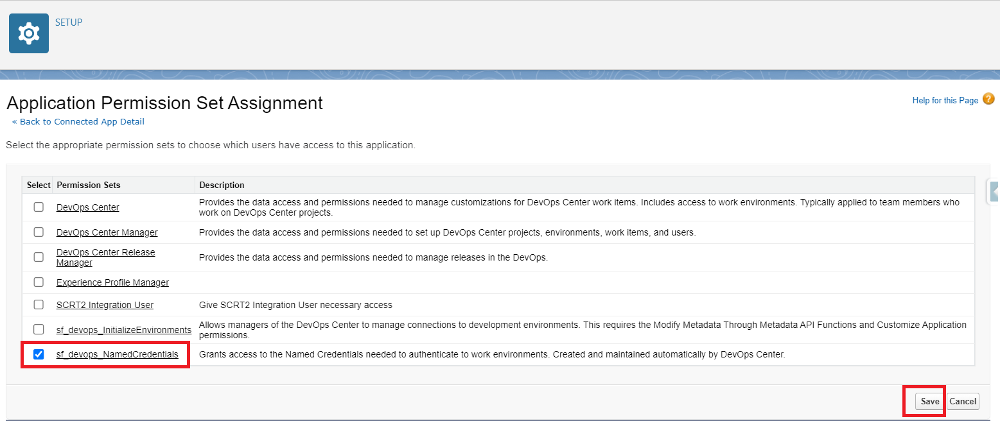 SETUP
Application Permission Set Assignment
Help for this Page ?
« Back to Connected App Detail
Select the appropriate permission sets to choose which users have access to this application.
Select Permission Sets Description
DevOps Center
Provides the data access and permissions needed to manage customizations for DevOps Center work items. Includes access to work environments. Typically applied to team members who
work on DevOps Center projects.
DevOps Center Manager Provides the data access and permissions needed to set up DevOps Center projects, environments, work items, and users.
DevOps Center Release
Manager
Provides the data access and permissions needed to manage releases in the DevOps.
Experience Profile Manager
SCRT2 Integration User Give SCRT2 Integration User necessary access
sf_devops_InitializeEnvironments
Allows managers of the DevOps Center to manage connections to development environments. This requires the Modify Metadata Through Metadata API Functions and Customize Application
permissions.
sf_devops_NamedCredentials Grants access to the Named Credentials needed to authenticate to work environments. Created and maintained automatically by DevOps Center.
Save Cancel